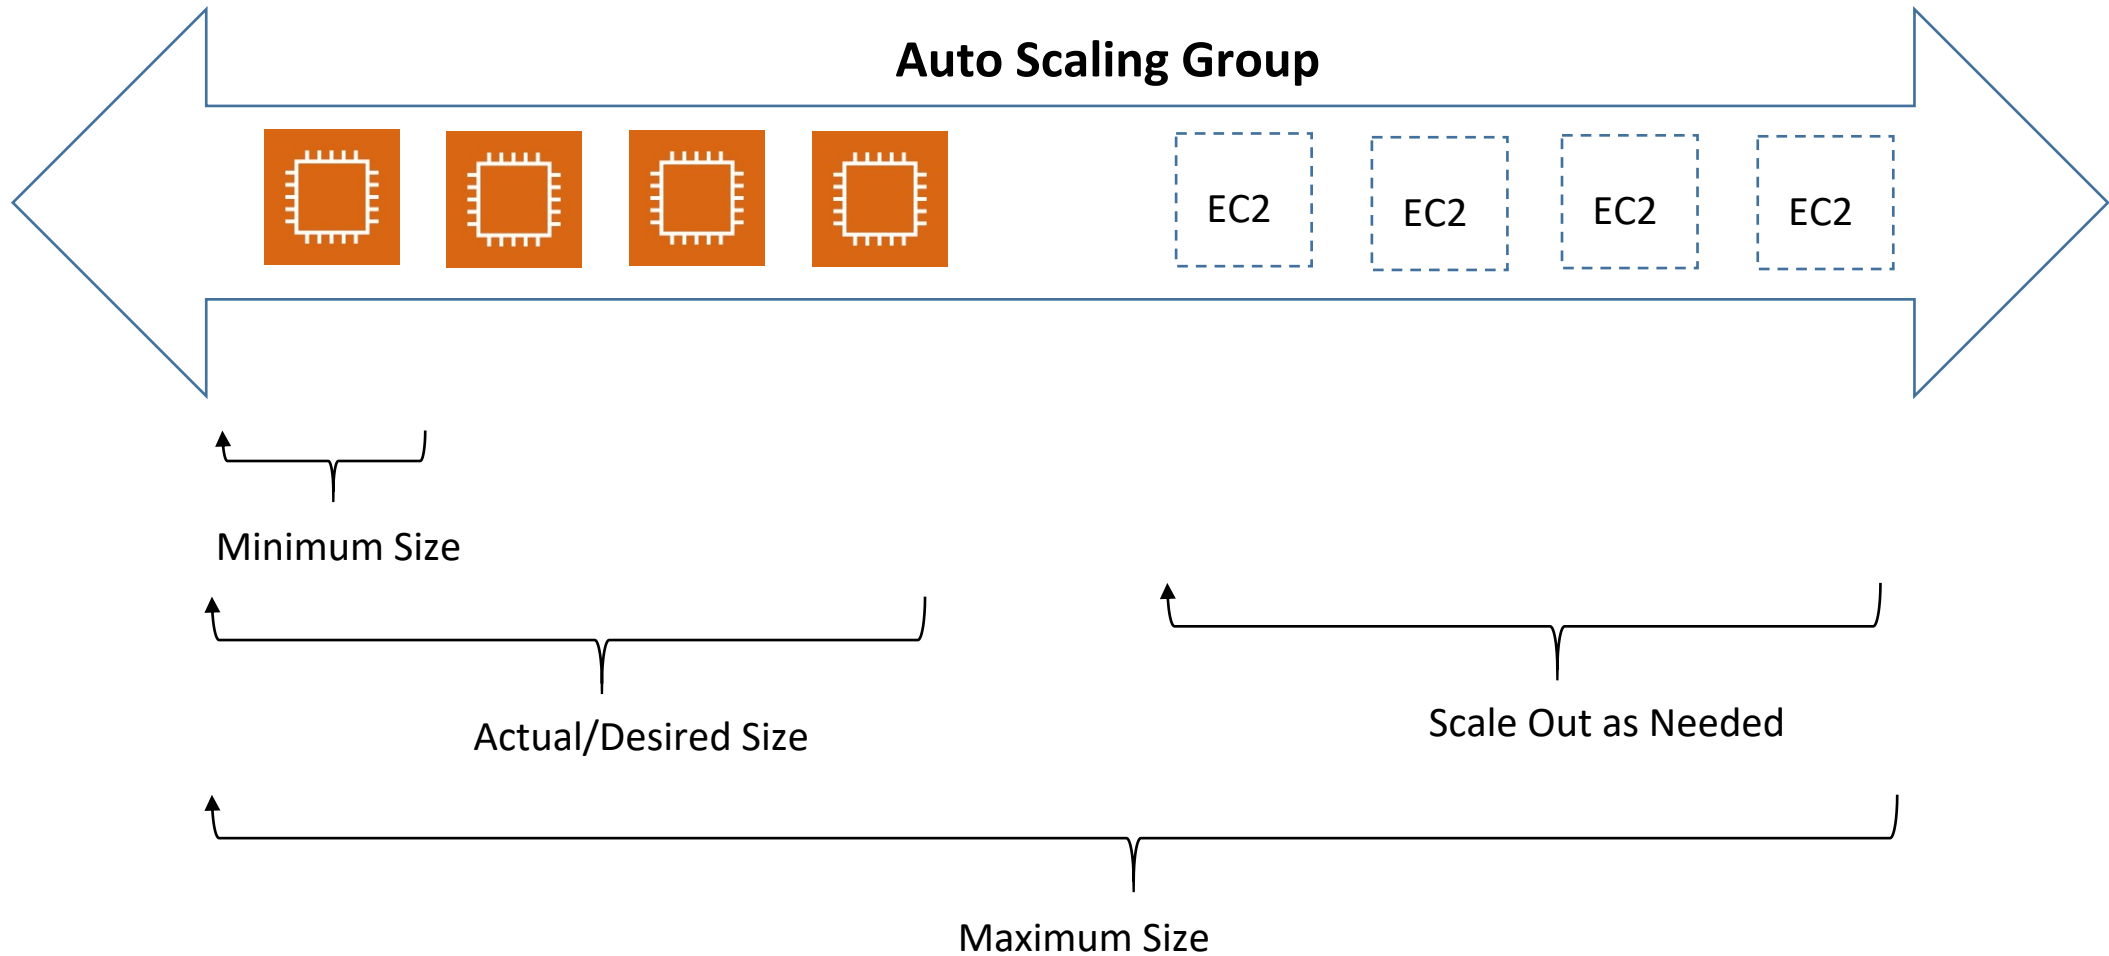 Auto Scaling Group
EC2
EC2
EC2
EC2
Minimum Size
Actual/Desired Size
Scale Out as Needed
Maximum Size